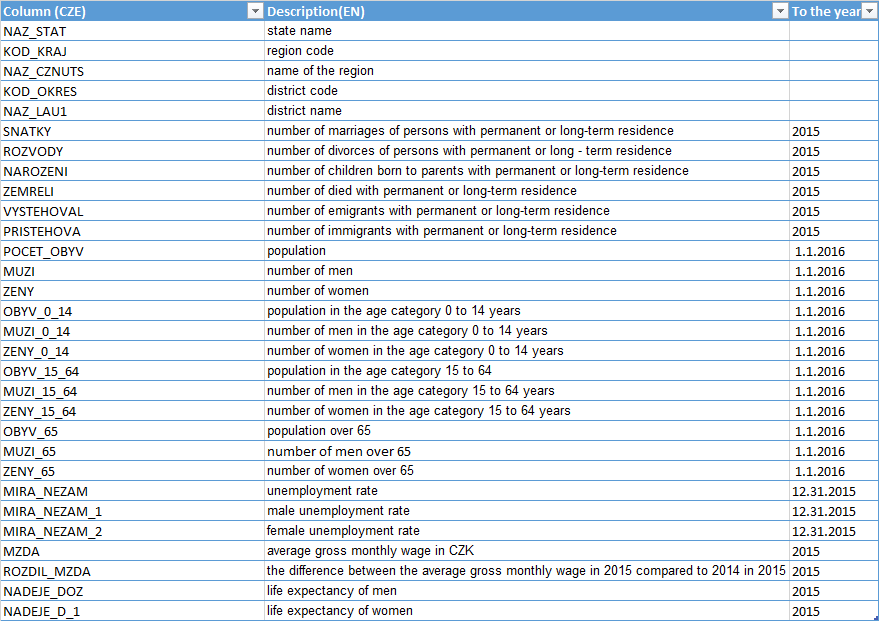 Column (CZE) Description(EN) To the year
NAZ_STAT state name
KOD_KRAJ region code
NAZ_CZNUTS name of the region
KOD_OKRES district code
NAZ_LAU1 district name
SNATKY number of marriages of persons with permanent or long-term residence 2015
ROZVODY number of divorces of persons with permanent or long - term residence 2015
NAROZENI number of children born to parents with permanent or long-term residence 2015
ZEMRELI number of died with permanent or long-term residence 2015
VYSTEHOVAL number of emigrants with permanent or long-term residence 2015
PRISTEHOVA number of immigrants with permanent or long-term residence 2015
POCET_OBYV population 1.1.2016
MUZI number of men 1.1.2016
ZENY number of women 1.1.2016
OBYV_0_14 population in the age category 0 to 14 years 1.1.2016
MUZI_0_14 number of men in the age category 0 to 14 years 1.1.2016
ZENY_0_14 number of women in the age category 0 to 14 years 1.1.2016
OBYV_15_64 population in the age category 15 to 64 1.1.2016
MUZI_15_64 number of men in the age category 15 to 64 years 1.1.2016
ZENY_15_64 number of women in the age category 15 to 64 years 1.1.2016
OBYV_65 population over 65 1.1.2016
MUZI_65 number of men over 65 1.1.2016
ZENY_65 number of women over 65 1.1.2016
MIRA_NEZAM unemployment rate 12.31.2015
MIRA_NEZAM_1 male unemployment rate 12.31.2015
MIRA_NEZAM_2 female unemployment rate 12.31.2015
MZDA average gross monthly wage in CZK 2015
ROZDIL_MZDA the difference between the average gross monthly wage in 2015 compared to 2014 in 2015 2015
NADEJE_DOZ life expectancy of men 2015
NADEJE_D_1 life expectancy of women 2015